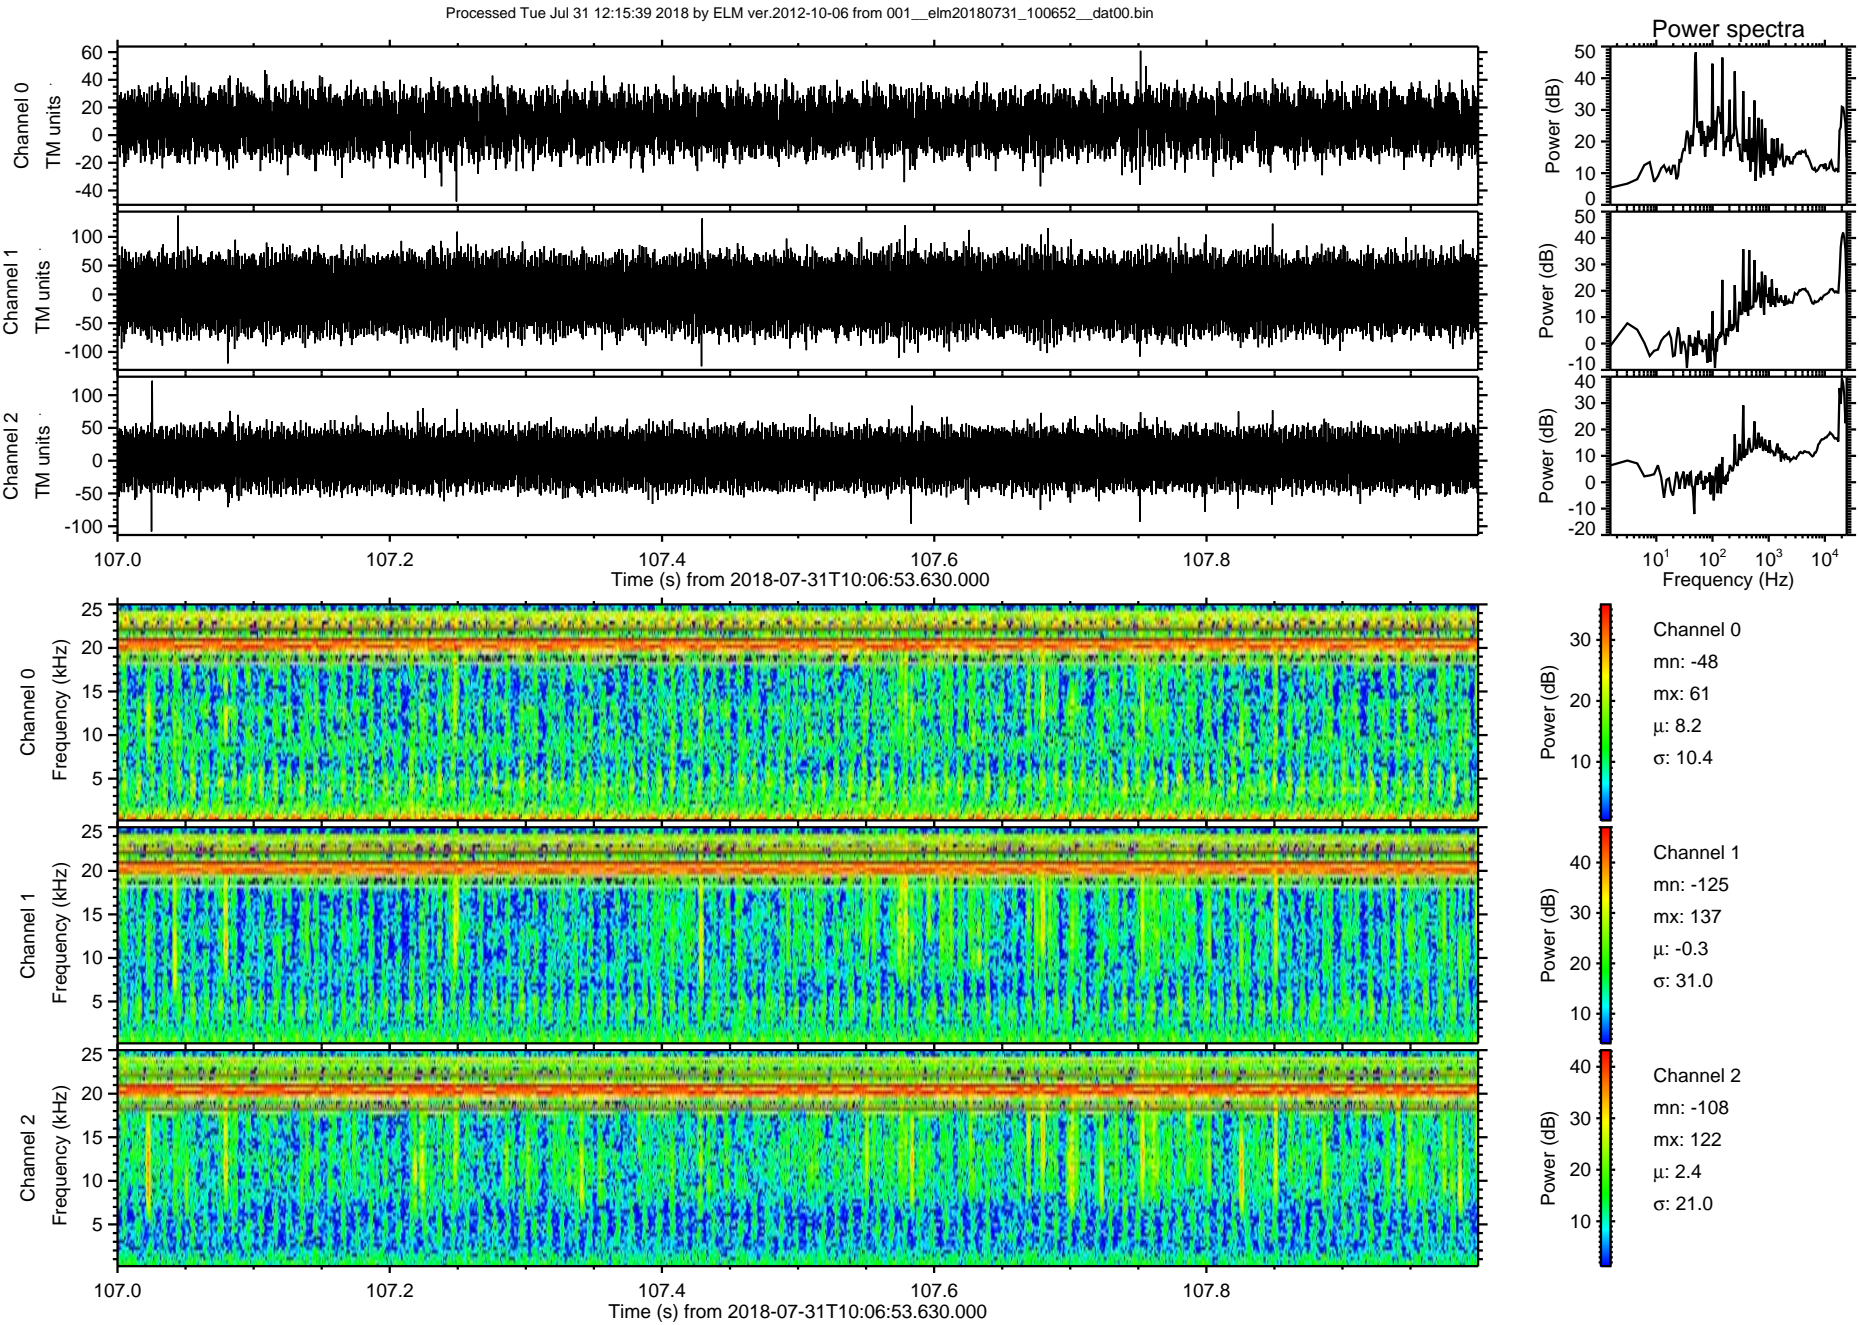 Processed Tue Jul 31 12:15:39 2018 by ELM ver.2012-10-06 from 001__elm20180731_100652__dat00.bin
Power spectra
Channel 0
TM units
60
40
20
0
-20
-40
Power (dB)
50
40
30
20
10
0
Channel 1
TM units
100
50
0
-50
-100
Power (dB)
50
40
30
20
10
0
-10
Channel 2
TM units
100
50
0
-50
-100
Power (dB)
40
30
20
10
0
-10
-20
107.0 107.2 107.4 107.6 107.8
Time (s) from 2018-07-31T10:06:53.630.000
10^1 10^2 10^3 10^4
Frequency (Hz)
Channel 0
Frequency (kHz)
25
20
15
10
5
Power (dB)
30
20
10
Channel 0
mn: -48
mx: 61
μ: 8.2
σ: 10.4
Channel 1
Frequency (kHz)
25
20
15
10
5
Power (dB)
40
30
20
10
Channel 1
mn: -125
mx: 137
μ: -0.3
σ: 31.0
Channel 2
Frequency (kHz)
25
20
15
10
5
Power (dB)
40
30
20
10
Channel 2
mn: -108
mx: 122
μ: 2.4
σ: 21.0
107.0 107.2 107.4 107.6 107.8
Time (s) from 2018-07-31T10:06:53.630.000